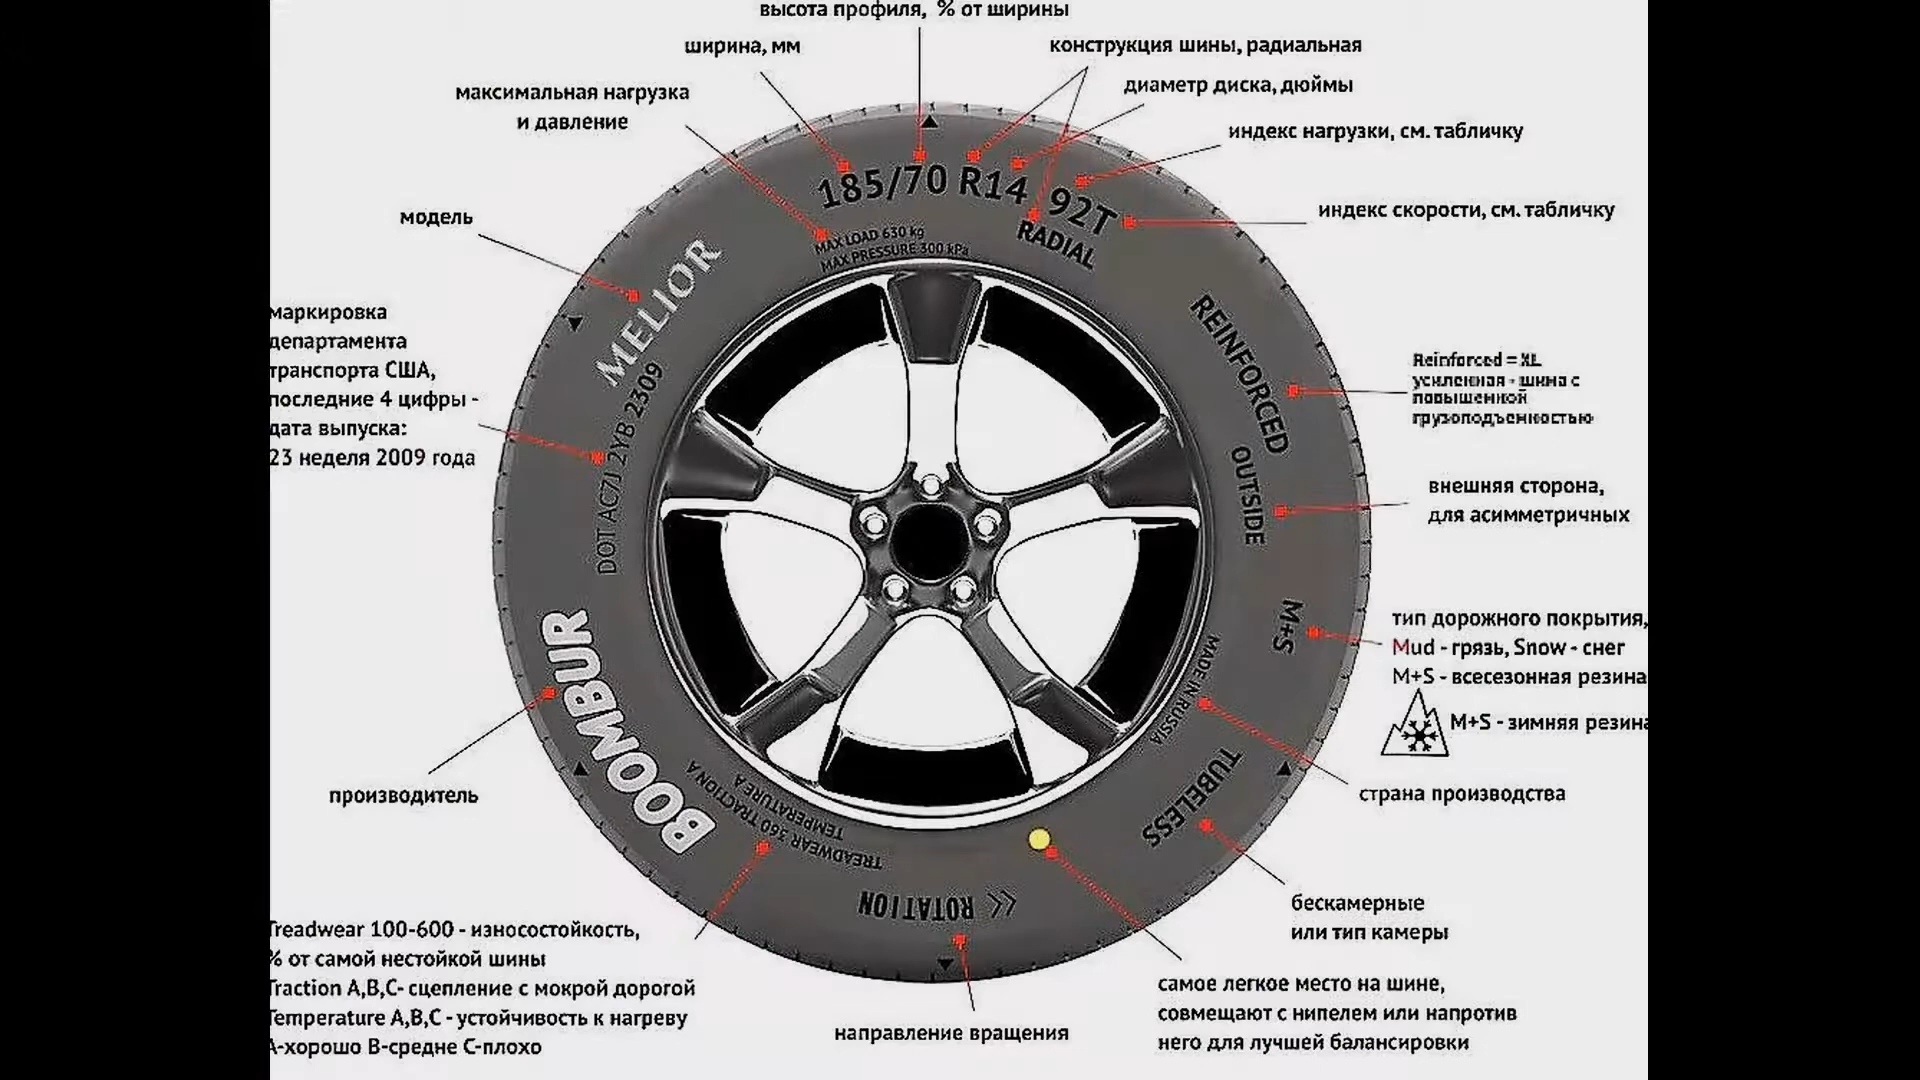 высота профиля, % от ширины
ширина, мм
конструкция шины, радиальная
диаметр диска, дюймы
максимальная нагрузка
и давление
индекс нагрузки, см. табличку
индекс скорости, см. табличку
модель
185/70 R14 92T
RADIAL
MAX LOAD 630 kg
MAX PRESSURE 300 kPa
MELIOR
маркировка
департамента
транспорта США,
последние 4 цифры -
дата выпуска:
23 неделя 2009 года
DOT AC7J 2YB 2309
REINFORCED
Reinforced = XL
усиленная - шина с
повышенной
грузоподъемностью
OUTSIDE
внешняя сторона,
для асимметричных
M+S
тип дорожного покрытия,
Mud - грязь, Snow - снег
M+S - всесезонная резина
M+S - зимняя резина
MADE IN RUSSIA
страна производства
BOOMBUR
производитель
TUBELESS
бескамерные
или тип камеры
TREADWEAR 360 TRACTION A
TEMPERATURE A
ROTATION
Treadwear 100-600 - износостойкость,
% от самой нестойкой шины
Traction A,B,C- сцепление с мокрой дорогой
Temperature A,B,C - устойчивость к нагреву
A-хорошо B-средне C-плохо
направление вращения
самое легкое место на шине,
совмещают с нипелем или напротив
него для лучшей балансировки